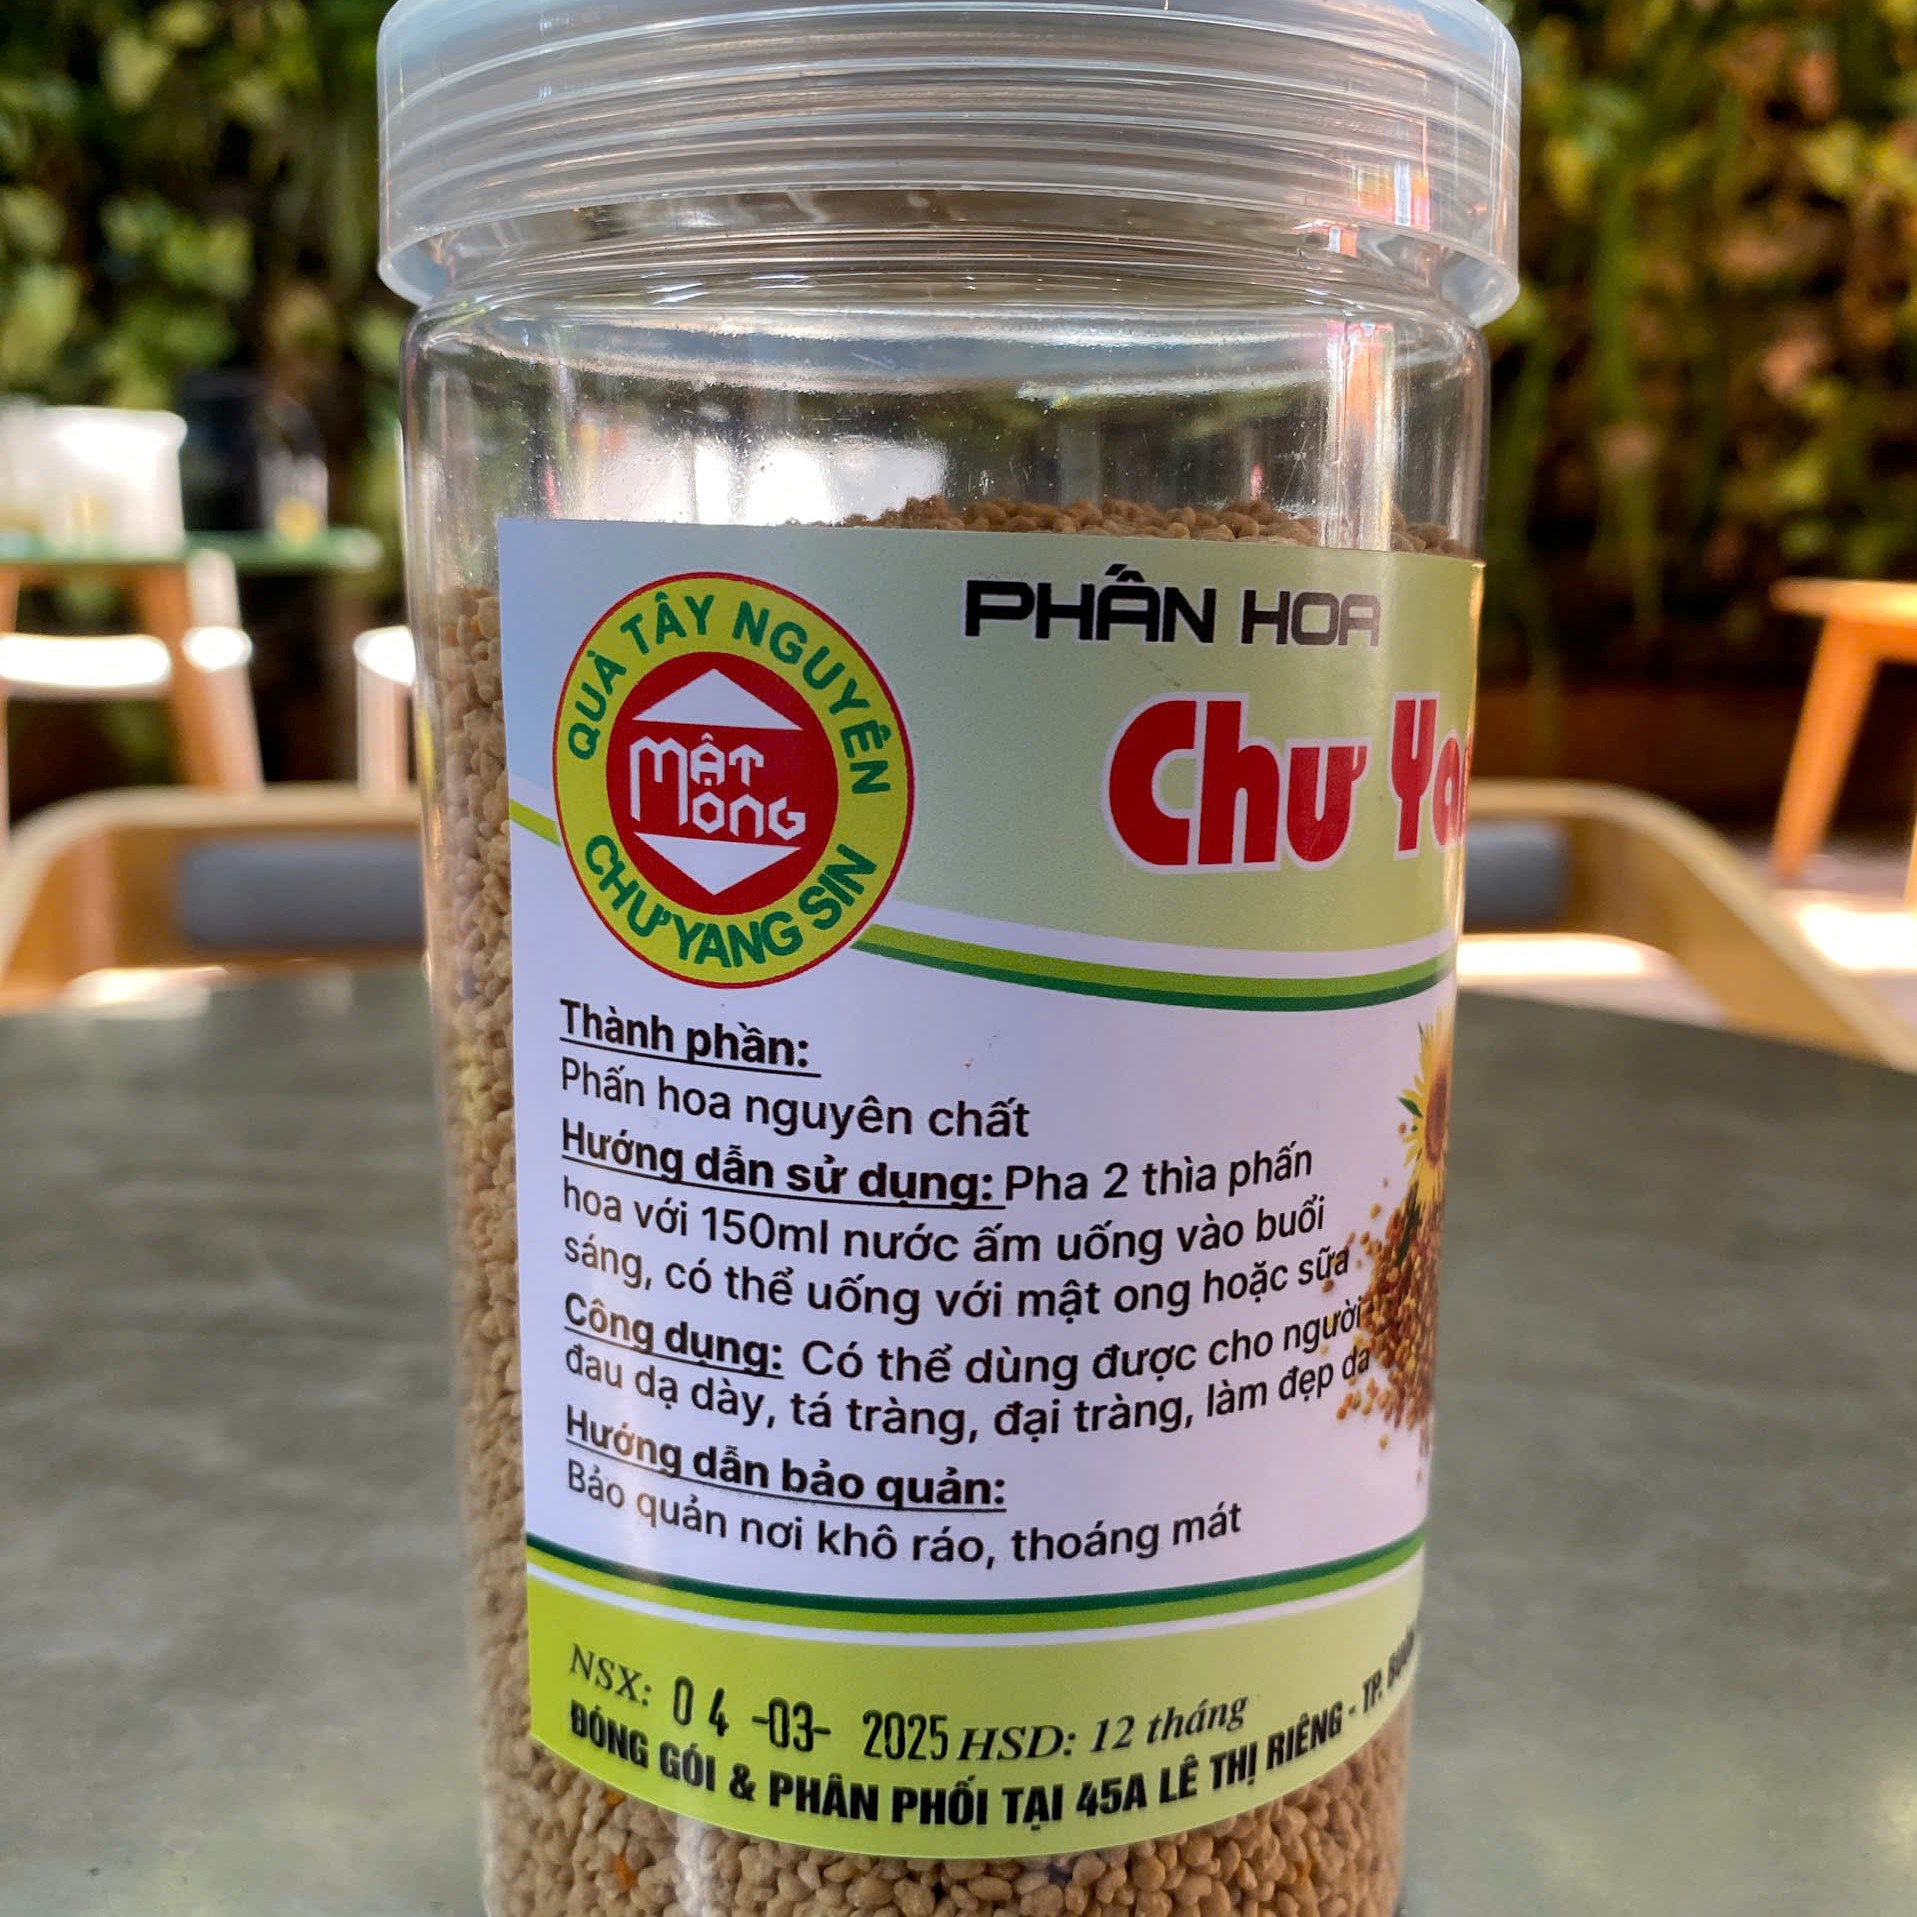 PHẤN HOA
QUÀ TÂY NGUYÊN
MẬT ONG
CHƯ YANG SIN
Chư
Thành phần:
Phấn hoa nguyên chất
Hướng dẫn sử dụng: Pha 2 thìa phấn
hoa với 150ml nước ấm uống vào buổi
sáng, có thể uống với mật ong hoặc sữa
Công dụng: Có thể dùng được cho người
đau dạ dày, tá tràng, đại tràng, làm đẹp da
Hướng dẫn bảo quản:
Bảo quản nơi khô ráo, thoáng mát
NSX: 04-03-2025 HSD: 12 tháng
ĐÓNG GÓI & PHÂN PHỐI TẠI 45A LÊ THỊ RIÊNG - TP.